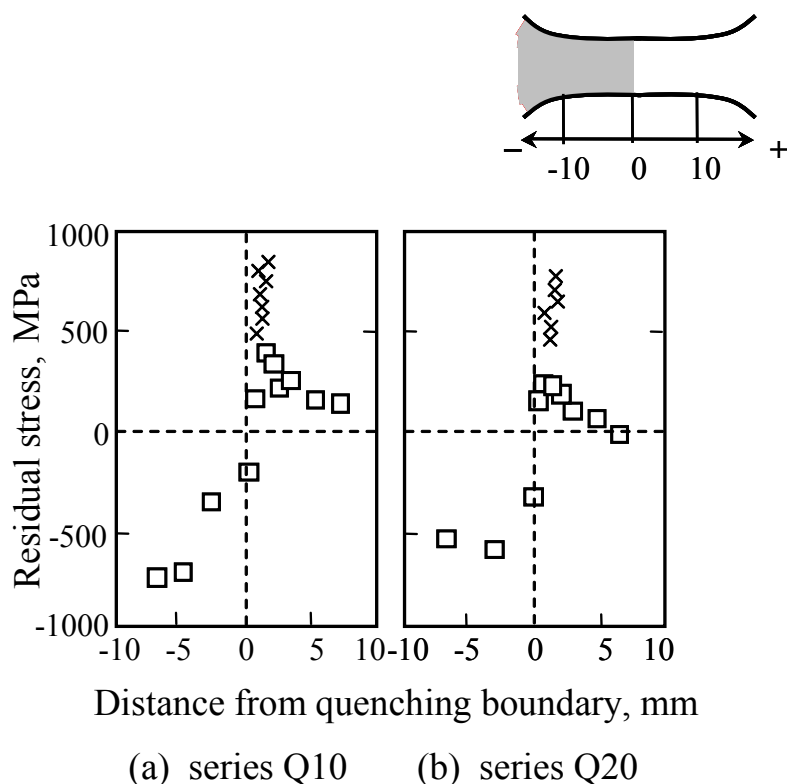 − +
-10 0 10
Residual stress, MPa
1000
500
0
-500
-1000
-10 -5 0 5 10 -10 -5 0 5 10
Distance from quenching boundary, mm
(a) series Q10 (b) series Q20